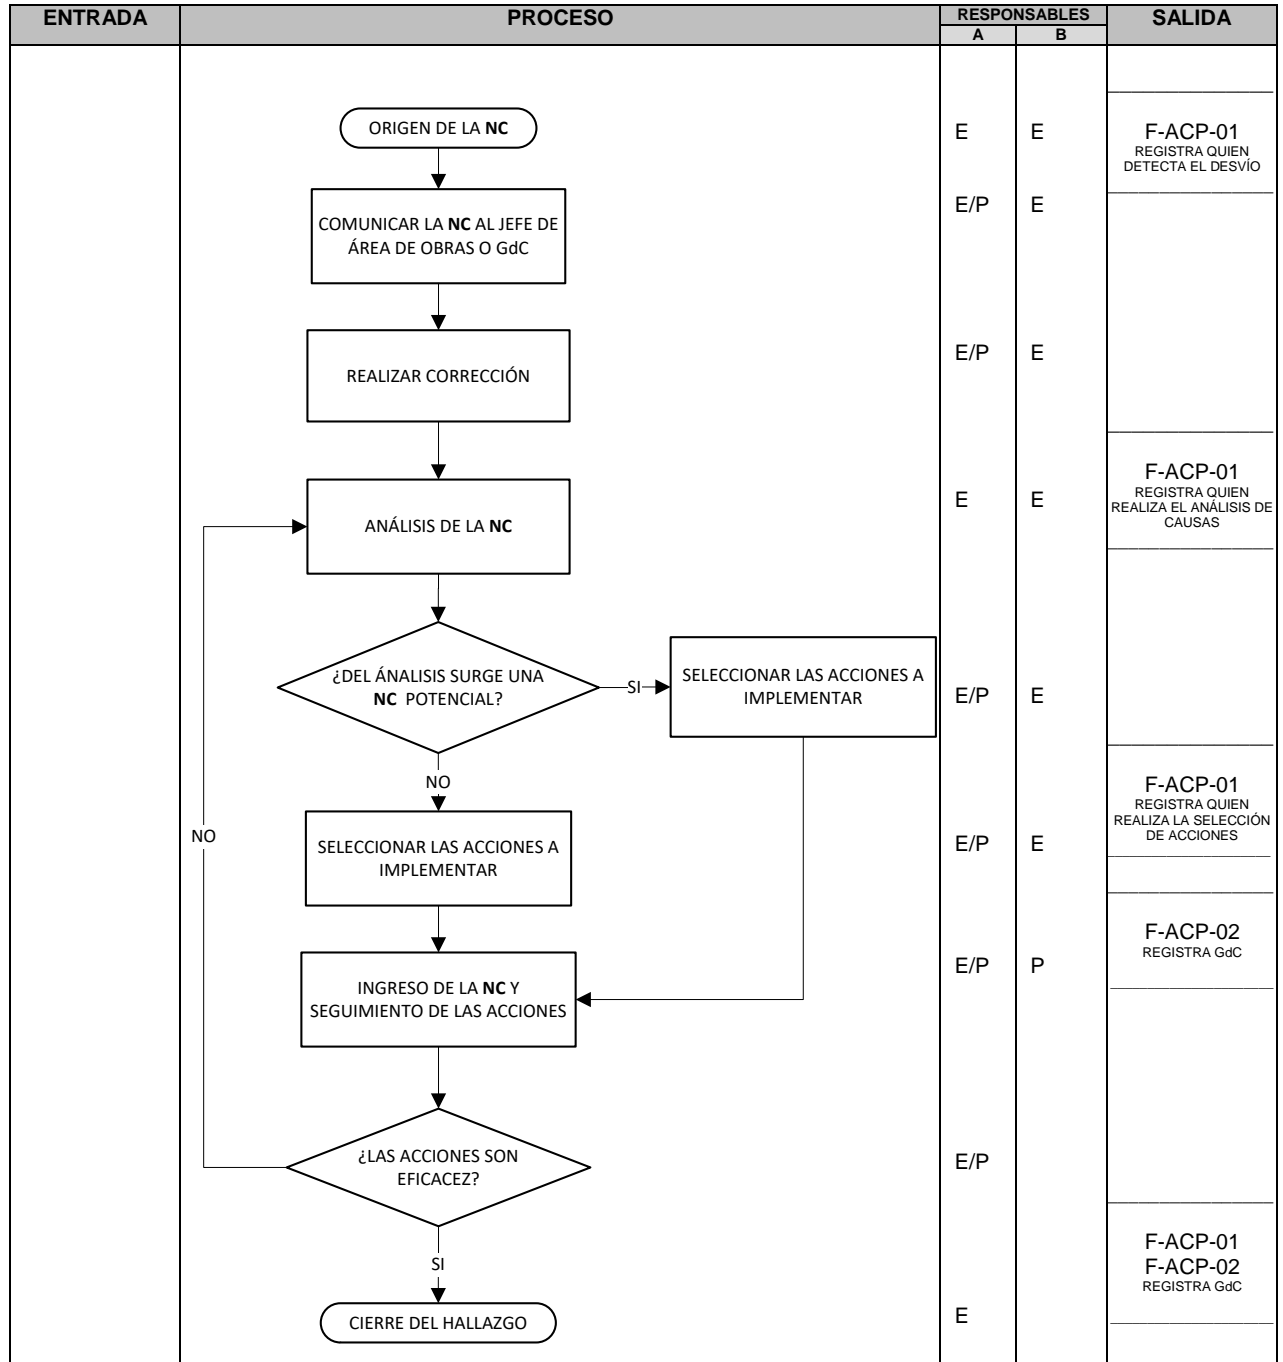 ENTRADA
PROCESO
RESPONSABLES
SALIDA
A
B
ORIGEN DE LA NC
E
E
F-ACP-01
REGISTRA QUIEN
DETECTA EL DESVÍO
COMUNICAR LA NC AL JEFE DE
ÁREA DE OBRAS O GdC
E/P
E
REALIZAR CORRECCIÓN
E/P
E
ANÁLISIS DE LA NC
E
E
F-ACP-01
REGISTRA QUIEN
REALIZA EL ANÁLISIS DE
CAUSAS
¿DEL ÁNALISIS SURGE UNA
NC POTENCIAL?
SI
SELECCIONAR LAS ACCIONES A
IMPLEMENTAR
E/P
E
NO
NO
SELECCIONAR LAS ACCIONES A
IMPLEMENTAR
E/P
E
F-ACP-01
REGISTRA QUIEN
REALIZA LA SELECCIÓN
DE ACCIONES
INGRESO DE LA NC Y
SEGUIMIENTO DE LAS ACCIONES
E/P
P
F-ACP-02
REGISTRA GdC
¿LAS ACCIONES SON
EFICACEZ?
E/P
SI
F-ACP-01
F-ACP-02
REGISTRA GdC
CIERRE DEL HALLAZGO
E